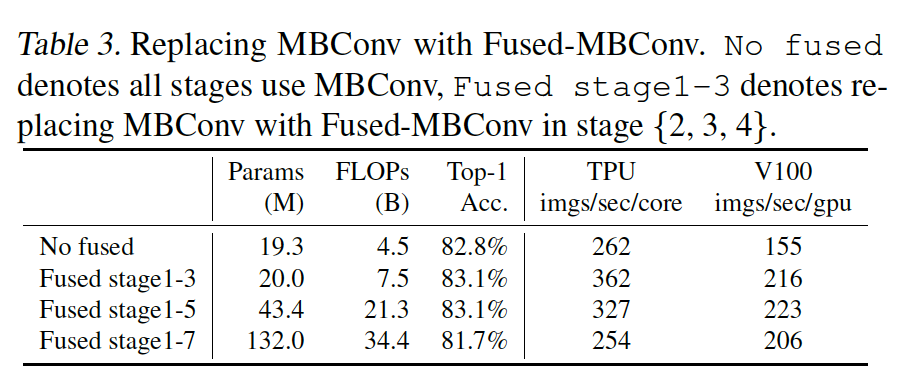 Table 3. Replacing MBConv with Fused-MBConv. No fused
denotes all stages use MBConv, Fused stage1-3 denotes re-
placing MBConv with Fused-MBConv in stage {2, 3, 4}.
Params FLOPs Top-1 TPU V100
(M) (B) Acc. imgs/sec/core imgs/sec/gpu
No fused 19.3 4.5 82.8% 262 155
Fused stage1-3 20.0 7.5 83.1% 362 216
Fused stage1-5 43.4 21.3 83.1% 327 223
Fused stage1-7 132.0 34.4 81.7% 254 206